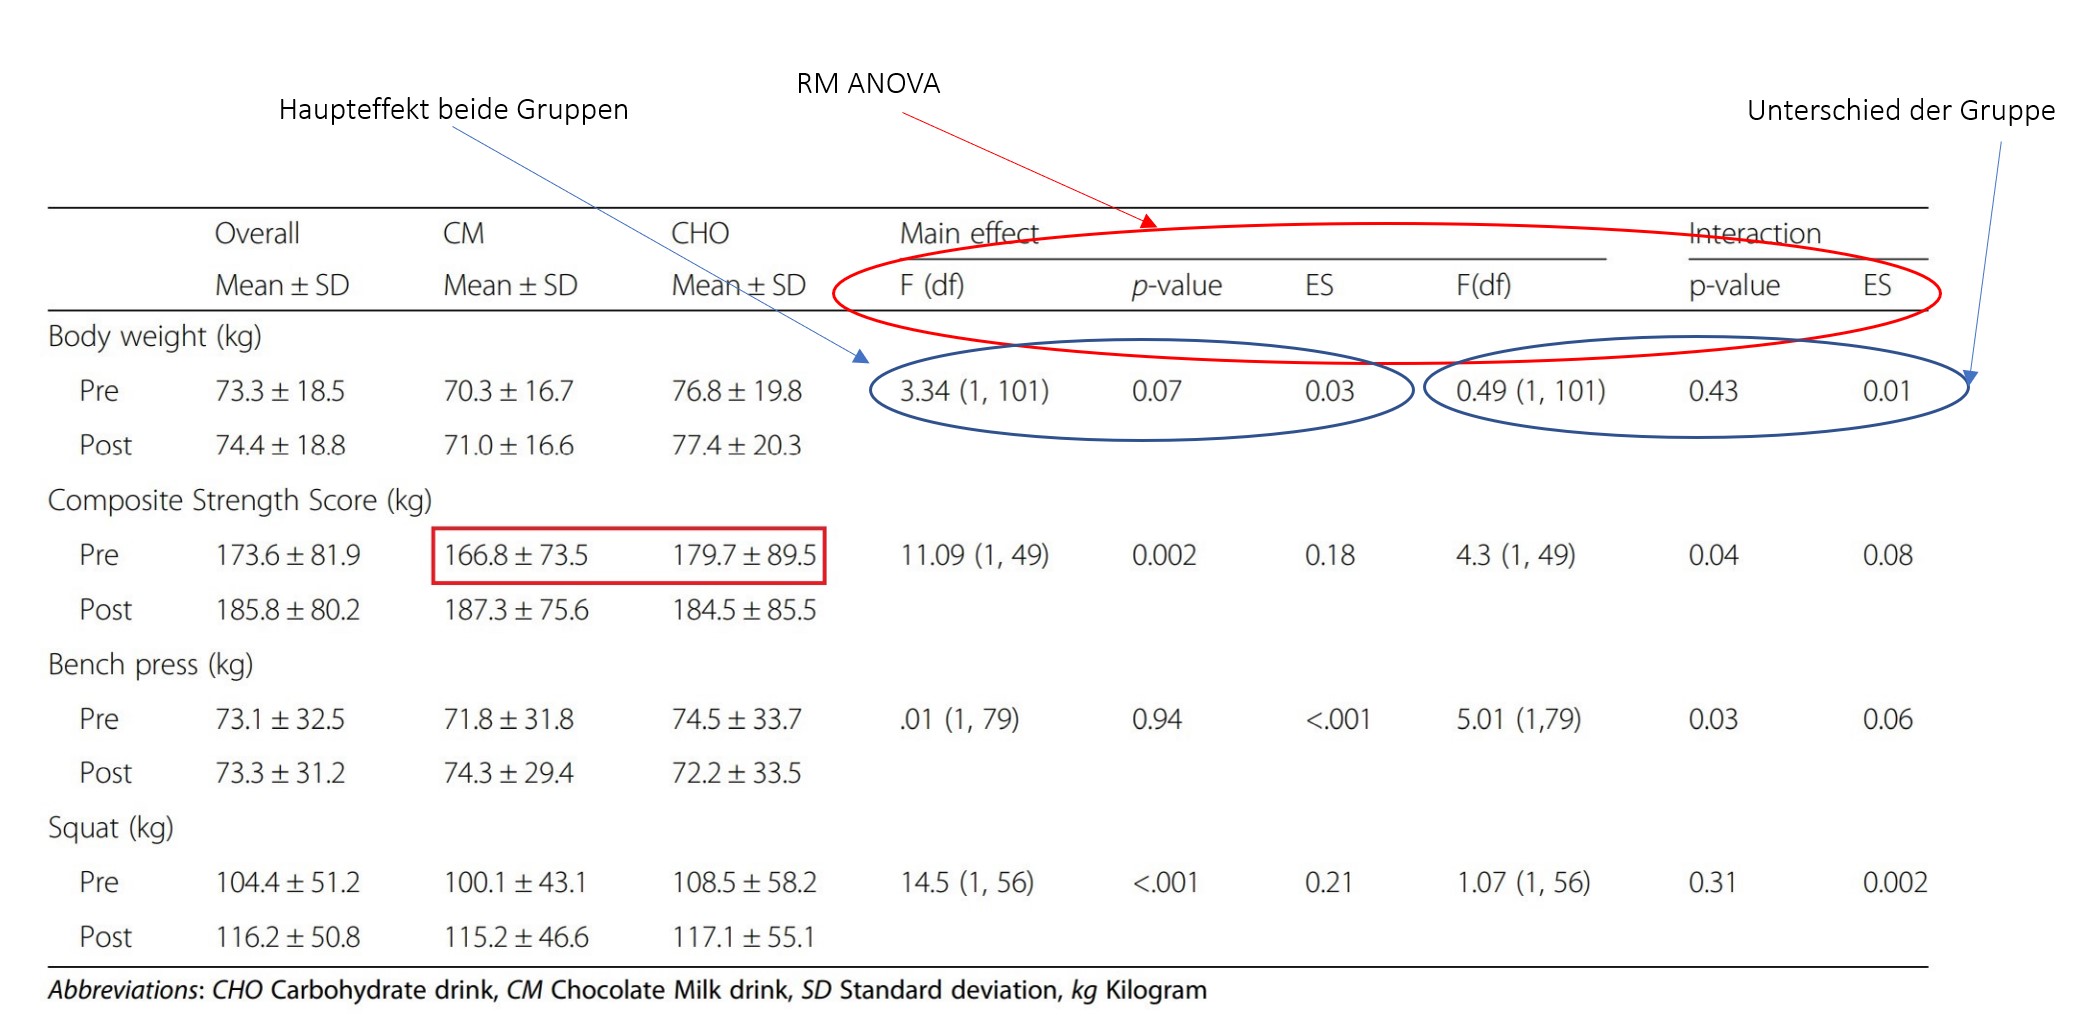 RM ANOVA
Haupteffekt beide Gruppen
Unterschied der Gruppe
Overall CM CHO Main effect Interaction
Mean ± SD Mean ± SD Mean ± SD F (df) p-value ES F(df) p-value ES
Body weight (kg)
Pre 73.3 ± 18.5 70.3 ± 16.7 76.8 ± 19.8 3.34 (1, 101) 0.07 0.03 0.49 (1, 101) 0.43 0.01
Post 74.4 ± 18.8 71.0 ± 16.6 77.4 ± 20.3
Composite Strength Score (kg)
Pre 173.6 ± 81.9 166.8 ± 73.5 179.7 ± 89.5 11.09 (1, 49) 0.002 0.18 4.3 (1, 49) 0.04 0.08
Post 185.8 ± 80.2 187.3 ± 75.6 184.5 ± 85.5
Bench press (kg)
Pre 73.1 ± 32.5 71.8 ± 31.8 74.5 ± 33.7 .01 (1, 79) 0.94 <.001 5.01 (1,79) 0.03 0.06
Post 73.3 ± 31.2 74.3 ± 29.4 72.2 ± 33.5
Squat (kg)
Pre 104.4 ± 51.2 100.1 ± 43.1 108.5 ± 58.2 14.5 (1, 56) <.001 0.21 1.07 (1, 56) 0.31 0.002
Post 116.2 ± 50.8 115.2 ± 46.6 117.1 ± 55.1
Abbreviations: CHO Carbohydrate drink, CM Chocolate Milk drink, SD Standard deviation, kg Kilogram